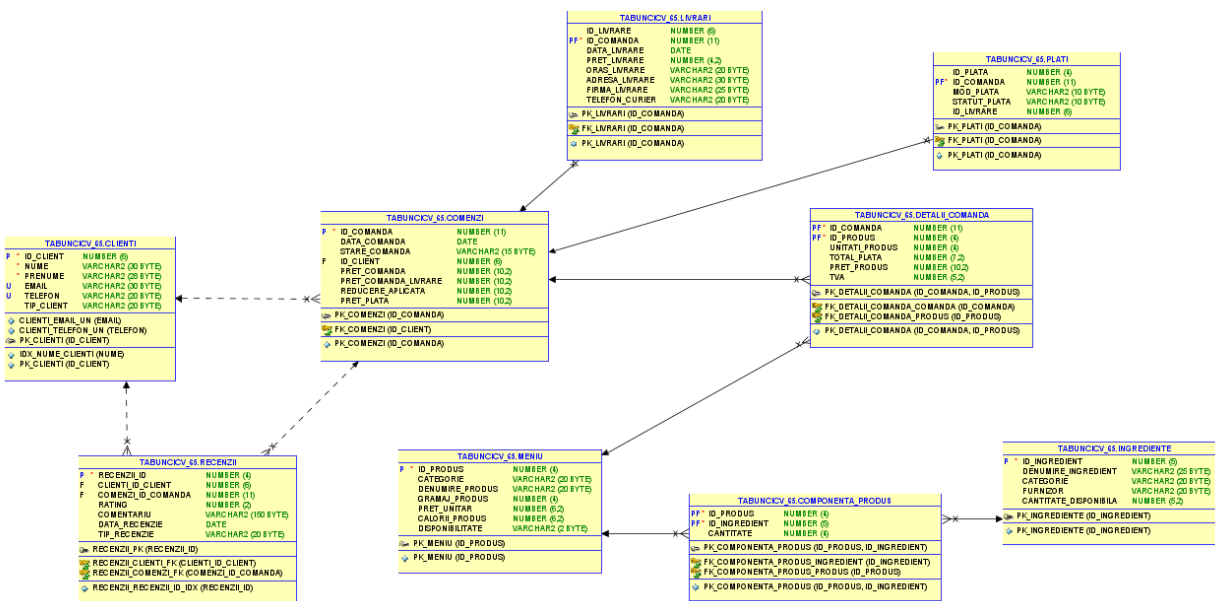 TABUNCICV_65.LIVRARI
ID_LIVRARE NUMBER (6)
PF* ID_COMANDA NUMBER (11)
DATA_LIVRARE DATE
PRET_LIVRARE NUMBER (4,2)
ORAS_LIVRARE VARCHAR2 (20 BYTE)
ADRESA_LIVRARE VARCHAR2 (30 BYTE)
FIRMA_LIVRARE VARCHAR2 (25 BYTE)
TELEFON_CURIER VARCHAR2 (20 BYTE)
PK_LIVRARI (ID_COMANDA)
FK_LIVRARI (ID_COMANDA)
PK_LIVRARI (ID_COMANDA)
TABUNCICV_65.PLATI
ID_PLATA NUMBER (4)
PF* ID_COMANDA NUMBER (11)
MOD_PLATA VARCHAR2 (10 BYTE)
STATUT_PLATA VARCHAR2 (10 BYTE)
ID_LIVRARE NUMBER (6)
PK_PLATI (ID_COMANDA)
FK_PLATI (ID_COMANDA)
PK_PLATI (ID_COMANDA)
TABUNCICV_65.CLIENTI
P * ID_CLIENT NUMBER (6)
* NUME VARCHAR2 (30 BYTE)
* PRENUME VARCHAR2 (28 BYTE)
U EMAIL VARCHAR2 (30 BYTE)
U TELEFON VARCHAR2 (20 BYTE)
TIP_CLIENT VARCHAR2 (20 BYTE)
CLIENTI_EMAIL_UN (EMAIL)
CLIENTI_TELEFON_UN (TELEFON)
PK_CLIENTI (ID_CLIENT)
IDX_NUME_CLIENTI (NUME)
PK_CLIENTI (ID_CLIENT)
TABUNCICV_65.COMENZI
P * ID_COMANDA NUMBER (11)
DATA_COMANDA DATE
STARE_COMANDA VARCHAR2 (15 BYTE)
F ID_CLIENT NUMBER (6)
PRET_COMANDA NUMBER (10,2)
PRET_COMANDA_LIVRARE NUMBER (10,2)
REDUCERE_APLICATA NUMBER (10,2)
PRET_PLATA NUMBER (10,2)
PK_COMENZI (ID_COMANDA)
FK_COMENZI (ID_CLIENT)
PK_COMENZI (ID_COMANDA)
TABUNCICV_65.DETALII_COMANDA
PF* ID_COMANDA NUMBER (11)
PF* ID_PRODUS NUMBER (4)
UNITATI_PRODUS NUMBER (4)
TOTAL_PLATA NUMBER (7,2)
PRET_PRODUS NUMBER (10,2)
TVA NUMBER (5,2)
PK_DETALII_COMANDA (ID_COMANDA, ID_PRODUS)
FK_DETALII_COMANDA_COMANDA (ID_COMANDA)
FK_DETALII_COMANDA_PRODUS (ID_PRODUS)
PK_DETALII_COMANDA (ID_COMANDA, ID_PRODUS)
TABUNCICV_65.RECENZII
P * RECENZII_ID NUMBER (4)
F CLIENTI_ID_CLIENT NUMBER (6)
F COMENZI_ID_COMANDA NUMBER (11)
RATING NUMBER (2)
COMENTARIU VARCHAR2 (150 BYTE)
DATA_RECENZIE DATE
TIP_RECENZIE VARCHAR2 (20 BYTE)
RECENZII_PK (RECENZII_ID)
RECENZII_CLIENTI_FK (CLIENTI_ID_CLIENT)
RECENZII_COMENZI_FK (COMENZI_ID_COMANDA)
RECENZII_RECENZII_ID_IDX (RECENZII_ID)
TABUNCICV_65.MENIU
P * ID_PRODUS NUMBER (4)
CATEGORIE VARCHAR2 (20 BYTE)
DENUMIRE_PRODUS VARCHAR2 (20 BYTE)
GRAMAJ_PRODUS NUMBER (4)
PRET_UNITAR NUMBER (6,2)
CALORII_PRODUS NUMBER (6,2)
DISPONIBILITATE VARCHAR2 (2 BYTE)
PK_MENIU (ID_PRODUS)
PK_MENIU (ID_PRODUS)
TABUNCICV_65.COMPONENTA_PRODUS
PF* ID_PRODUS NUMBER (4)
PF* ID_INGREDIENT NUMBER (5)
CANTITATE NUMBER (4)
PK_COMPONENTA_PRODUS (ID_PRODUS, ID_INGREDIENT)
FK_COMPONENTA_PRODUS_INGREDIENT (ID_INGREDIENT)
FK_COMPONENTA_PRODUS_PRODUS (ID_PRODUS)
PK_COMPONENTA_PRODUS (ID_PRODUS, ID_INGREDIENT)
TABUNCICV_65.INGREDIENTE
P * ID_INGREDIENT NUMBER (5)
DENUMIRE_INGREDIENT VARCHAR2 (25 BYTE)
CATEGORIE VARCHAR2 (20 BYTE)
FURNIZOR VARCHAR2 (20 BYTE)
CANTITATE_DISPONIBILA NUMBER (5,2)
PK_INGREDIENTE (ID_INGREDIENT)
PK_INGREDIENTE (ID_INGREDIENT)